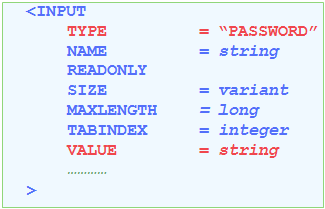 <INPUT
TYPE = “PASSWORD”
NAME = string
READONLY
SIZE = variant
MAXLENGTH = long
TABINDEX = integer
VALUE = string
…………
>